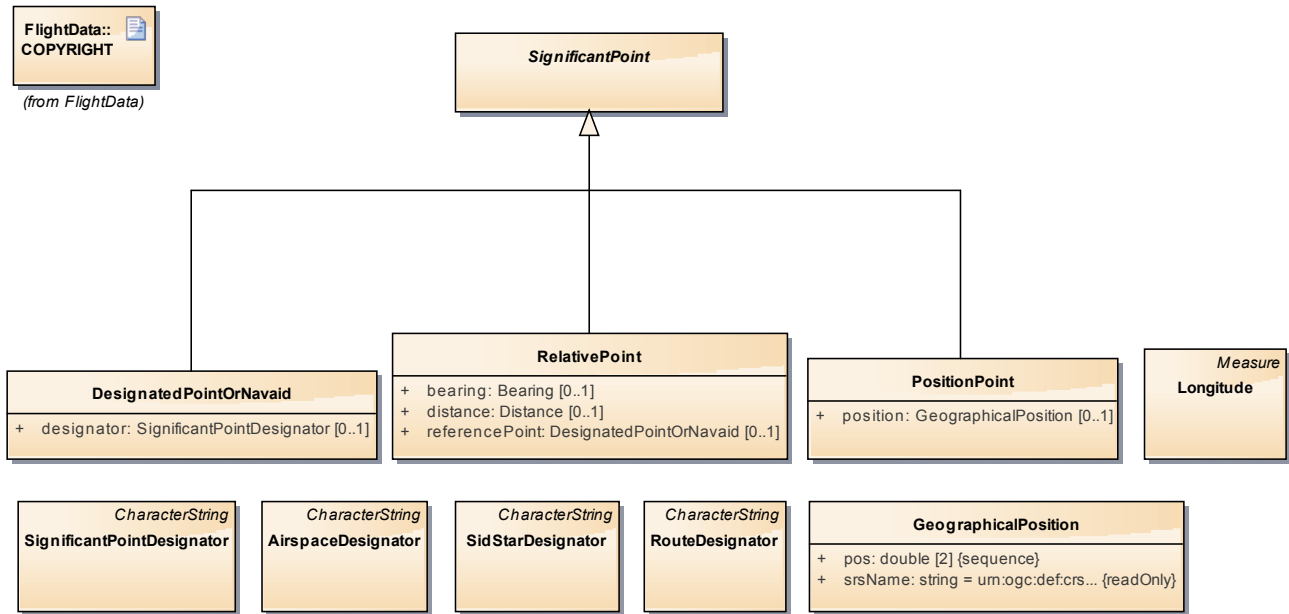 FlightData::
COPYRIGHT
(from FlightData)
SignificantPoint
DesignatedPointOrNavaid
+ designator: SignificantPointDesignator [0..1]
RelativePoint
+ bearing: Bearing [0..1]
+ distance: Distance [0..1]
+ referencePoint: DesignatedPointOrNavaid [0..1]
PositionPoint
+ position: GeographicalPosition [0..1]
Measure
Longitude
CharacterString
SignificantPointDesignator
CharacterString
AirspaceDesignator
CharacterString
SidStarDesignator
CharacterString
RouteDesignator
GeographicalPosition
+ pos: double [2] {sequence}
+ srsName: string = urn:ogc:def:crs... {readOnly}